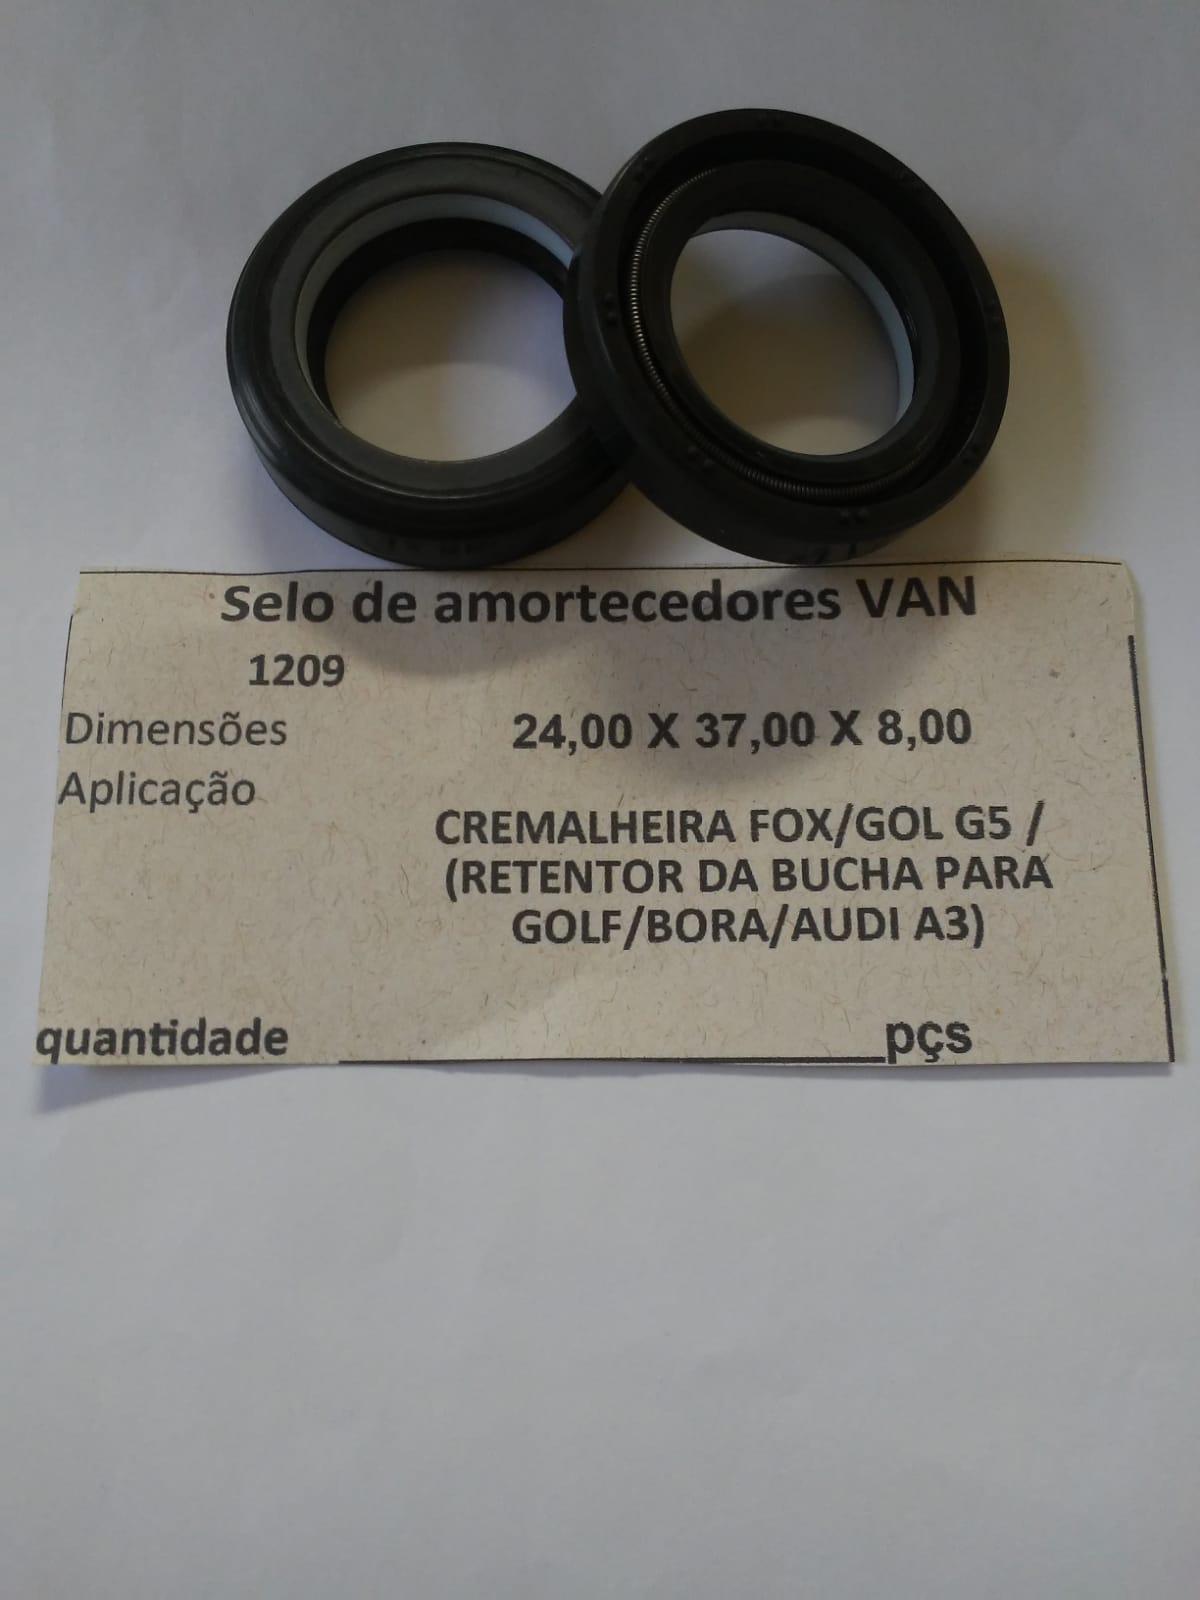 Selo de amortecedores VAN
1209
Dimensões 24,00 X 37,00 X 8,00
Aplicação
CREMALHEIRA FOX/GOL G5 /
(RETENTOR DA BUCHA PARA
GOLF/BORA/AUDI A3)
quantidade pçs